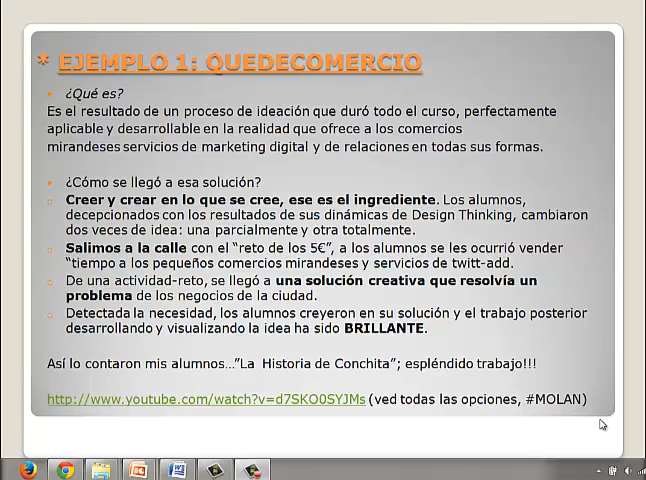 * EJEMPLO 1: QUEDECOMERCIO
• ¿Qué es?
Es el resultado de un proceso de ideación que duró todo el curso, perfectamente
aplicable y desarrollable en la realidad que ofrece a los comercios
mirandeses servicios de marketing digital y de relaciones en todas sus formas.
• ¿Cómo se llegó a esa solución?
Creer y crear en lo que se cree, ese es el ingrediente. Los alumnos,
decepcionados con los resultados de sus dinámicas de Design Thinking, cambiaron
dos veces de idea: una parcialmente y otra totalmente.
Salimos a la calle con el "reto de los 5€", a los alumnos se les ocurrió vender
"tiempo a los pequeños comercios mirandeses y servicios de twitt-add.
De una actividad-reto, se llegó a una solución creativa que resolvía un
problema de los negocios de la ciudad.
Detectada la necesidad, los alumnos creyeron en su solución y el trabajo posterior
desarrollando y visualizando la idea ha sido BRILLANTE.
Así lo contaron mis alumnos…"La Historia de Conchita"; espléndido trabajo!!!
http://www.youtube.com/watch?v=d7SKO0SYJMs (ved todas las opciones, #MOLAN)